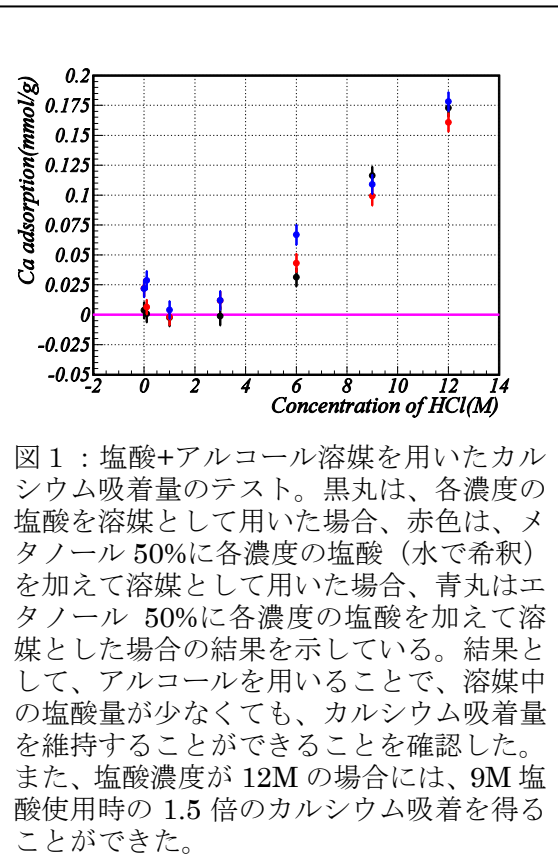 0.2
0.175
0.15
0.125
0.1
0.075
0.05
0.025
0
-0.025
-0.05
Ca adsorption(mmol/g)
-2 0 2 4 6 8 10 12 14
Concentration of HCl(M)
図１：塩酸+アルコール溶媒を用いたカル
シウム吸着量のテスト。黒丸は、各濃度の
塩酸を溶媒として用いた場合、赤色は、メ
タノール 50%に各濃度の塩酸（水で希釈）
を加えて溶媒として用いた場合、青丸はエ
タノール 50%に各濃度の塩酸を加えて溶
媒とした場合の結果を示している。結果と
して、アルコールを用いることで、溶媒中
の塩酸量が少なくても、カルシウム吸着量
を維持することができることを確認した。
また、塩酸濃度が 12M の場合には、9M 塩
酸使用時の 1.5 倍のカルシウム吸着を得る
ことができた。